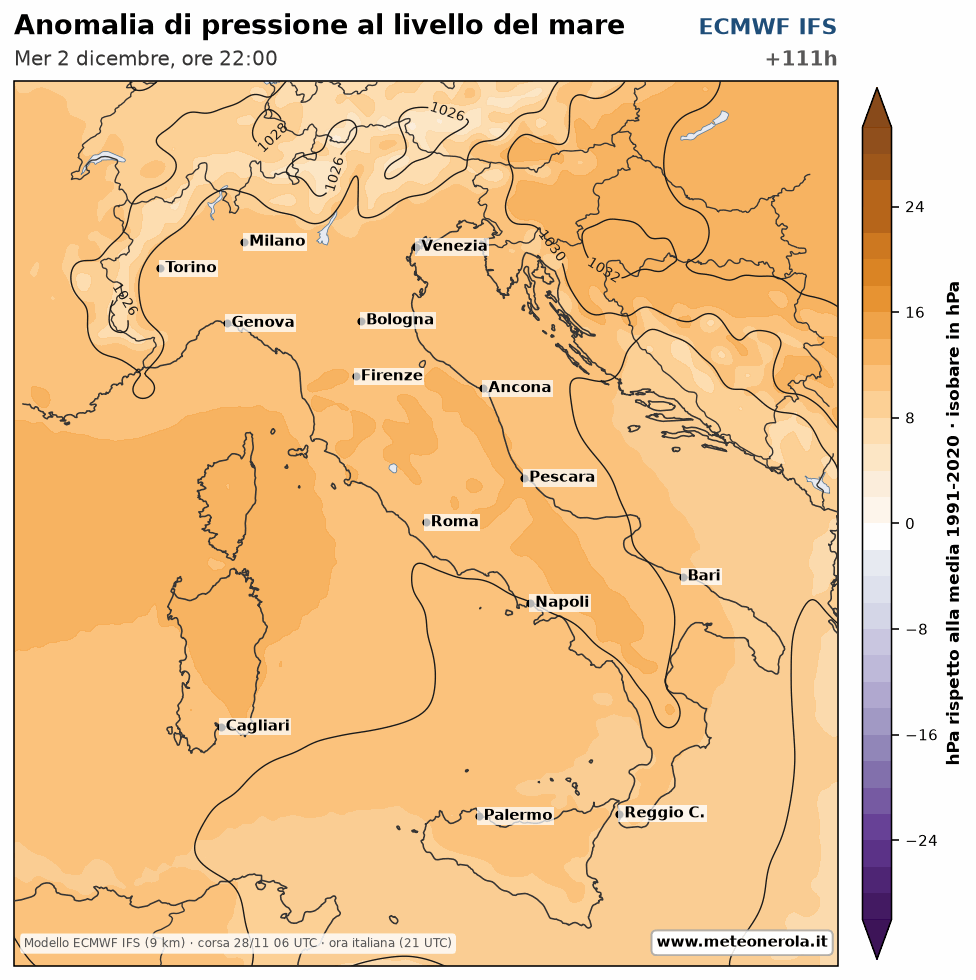 Anomalia di pressione al livello del mare
ECMWF IFS
Mer 2 dicembre, ore 22:00
+111h
1026
1028
1026
Milano
Venezia
1030
Torino
1032
1026
Genova
Bologna
Firenze
Ancona
Pescara
Roma
Bari
Napoli
Cagliari
Palermo
Reggio C.
Modello ECMWF IFS (9 km) · corsa 28/11 06 UTC · ora italiana (21 UTC)
www.meteonerola.it
24
16
8
0
−8
−16
−24
hPa rispetto alla media 1991-2020 · isobare in hPa